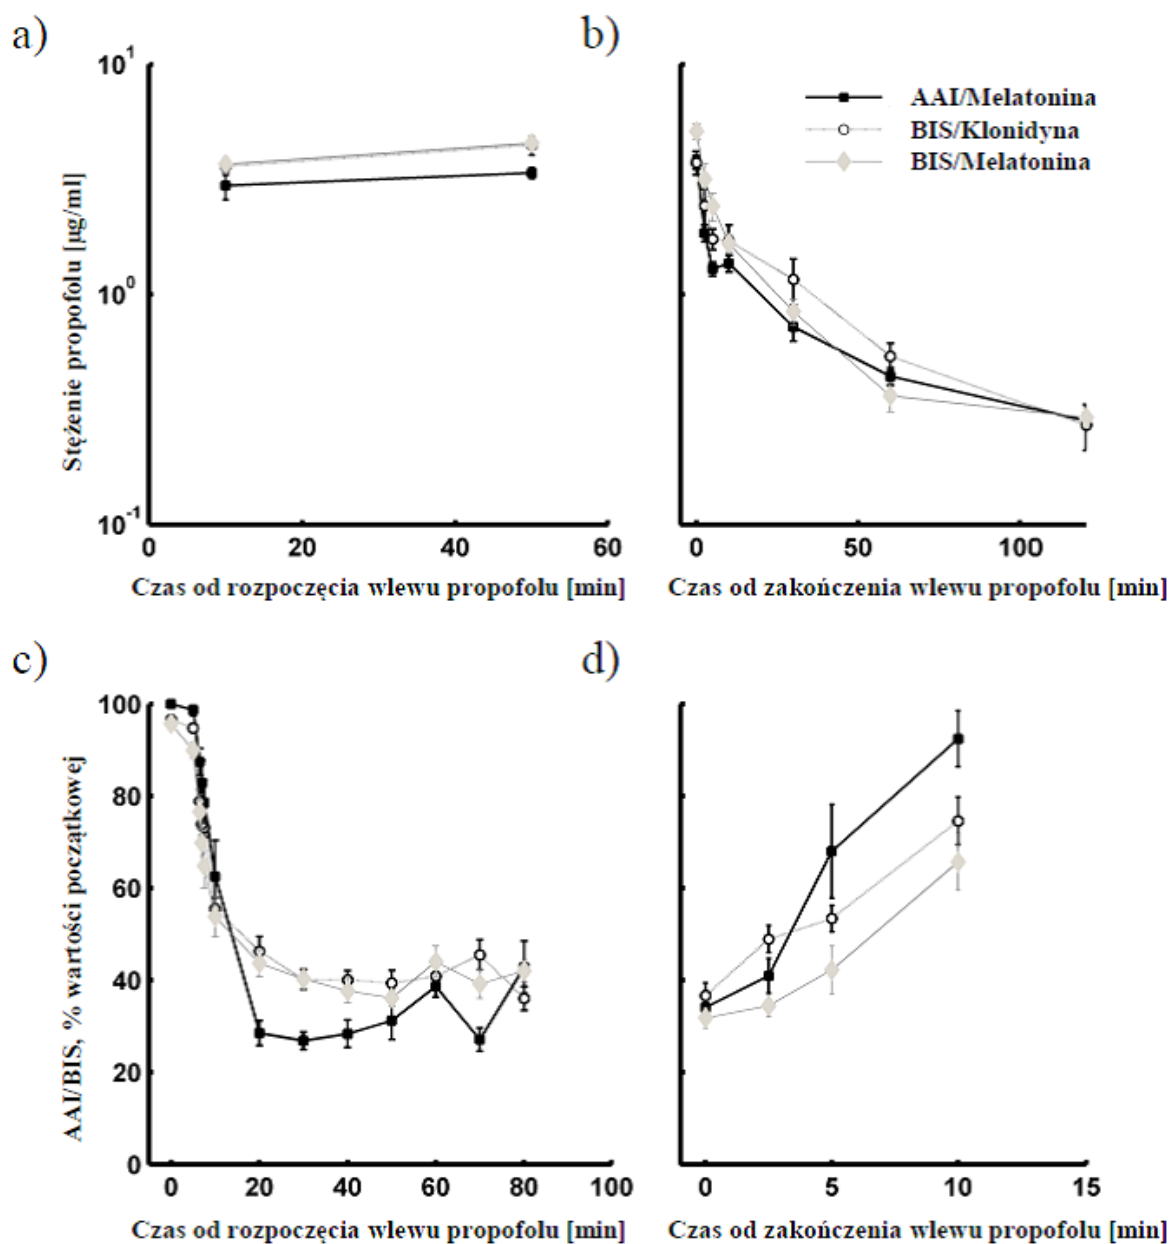 a)
b)
10¹
10⁰
10⁻¹
Stężenie propofolu [µg/ml]
0 20 40 60
Czas od rozpoczęcia wlewu propofolu [min]
AAI/Melatonina
BIS/Klonidyna
BIS/Melatonina
0 50 100
Czas od zakończenia wlewu propofolu [min]
c)
d)
100
80
60
40
20
0
AAI/BIS, % wartości początkowej
0 20 40 60 80 100
Czas od rozpoczęcia wlewu propofolu [min]
0 5 10 15
Czas od zakończenia wlewu propofolu [min]